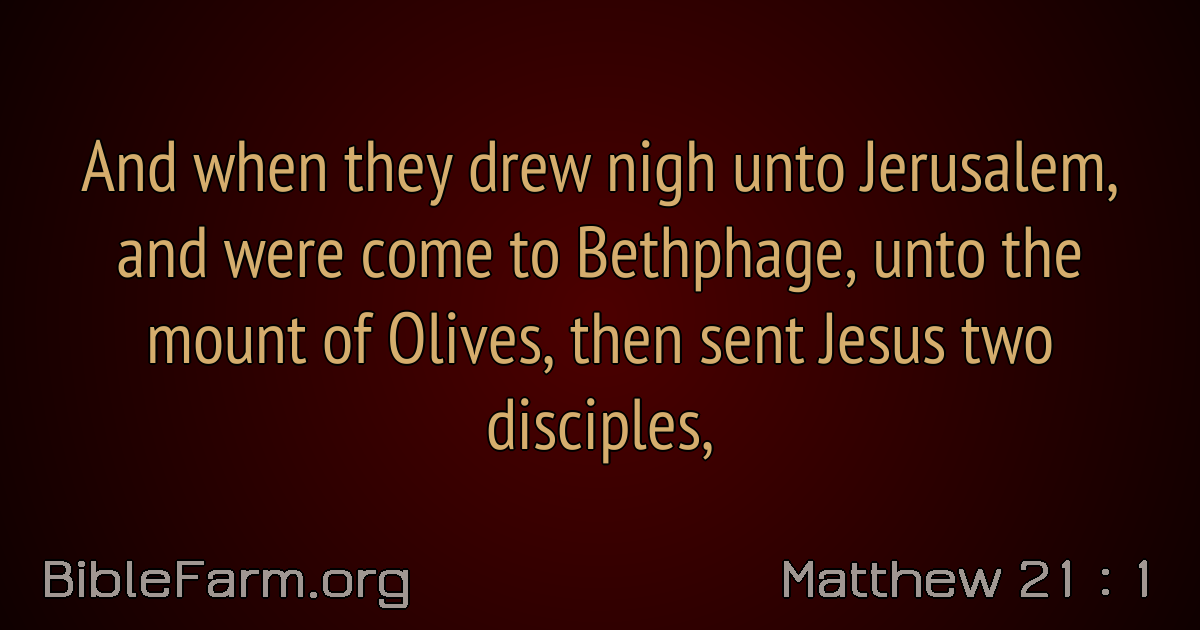 And when they drew nigh unto Jerusalem,
and were come to Bethphage, unto the
mount of Olives, then sent Jesus two
disciples,
BibleFarm.org
Matthew 21 : 1